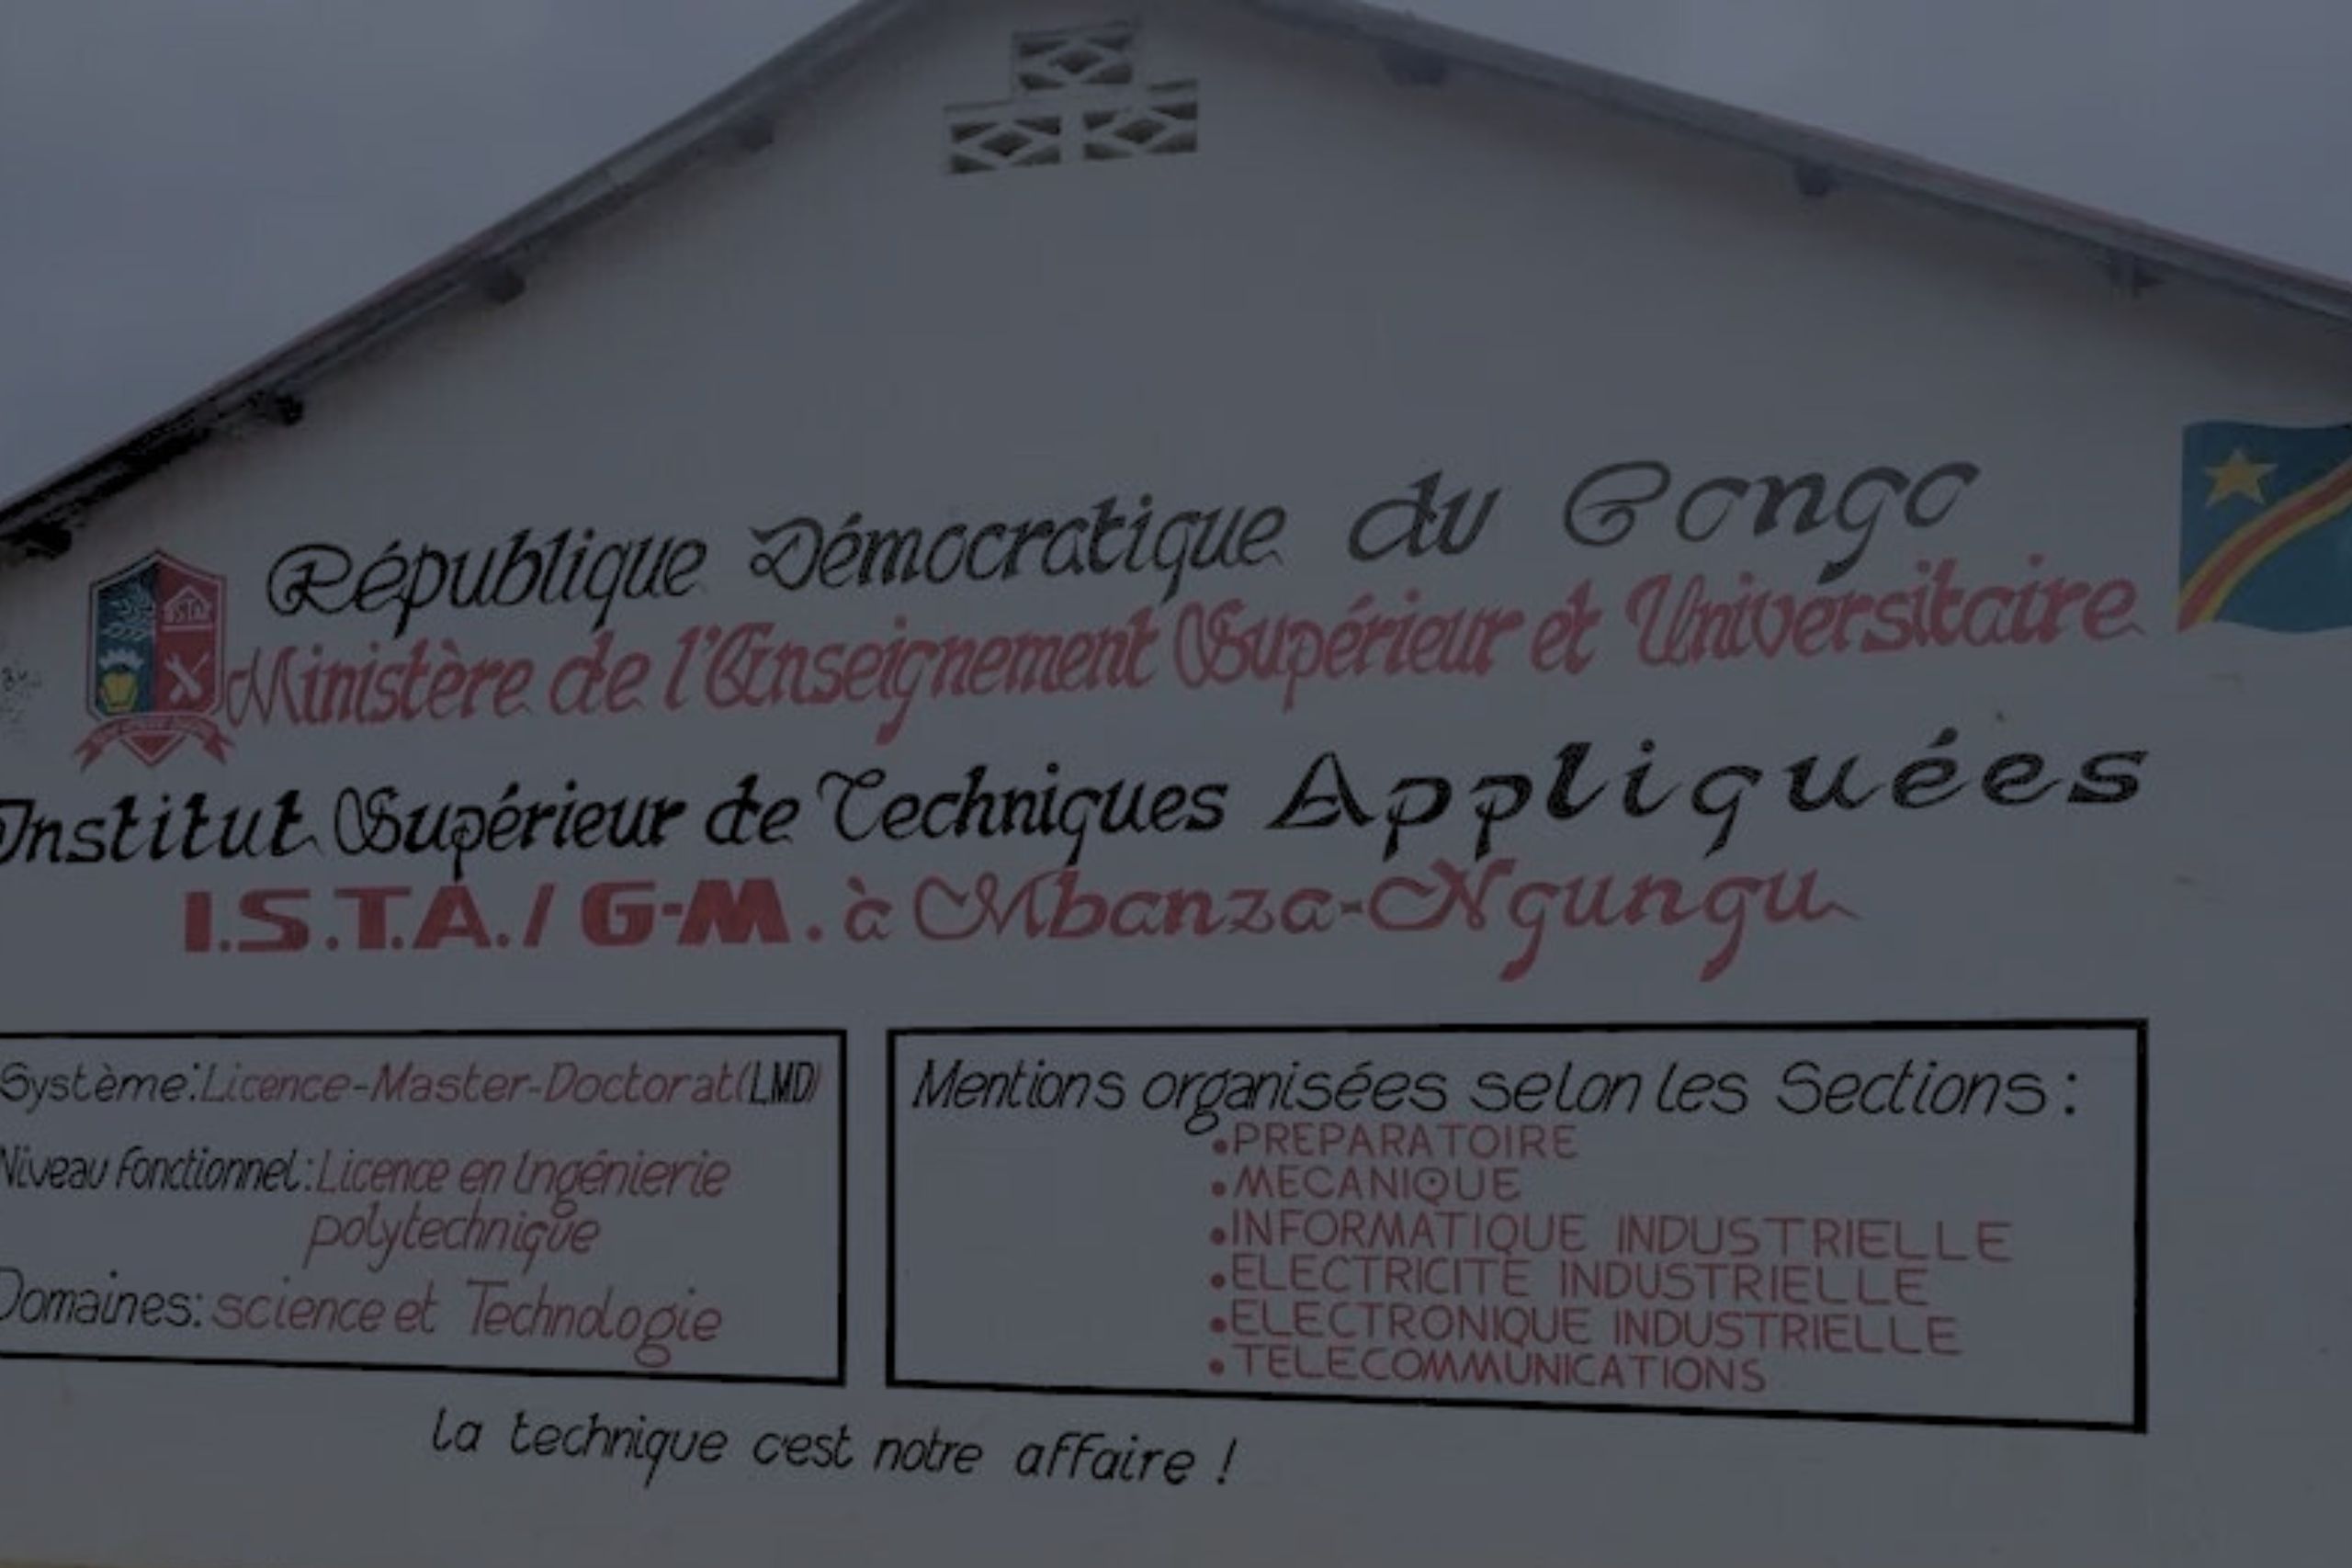 République Démocratique du Congo
Ministère de l'Enseignement Supérieur et Universitaire
Institut Supérieur de Techniques Appliquées
I.S.T.A./ G-M. à Mbanza-Ngungu
Système: Licence-Master-Doctorat (LMD)
Niveau fonctionnel: Licence en Ingénierie
polytechnique
Domaines: science et Technologie
Mentions organisées selon les Sections :
•PREPARATOIRE
•MECANIQUE
•INFORMATIQUE INDUSTRIELLE
•ELECTRICITE INDUSTRIELLE
•ELECTRONIQUE INDUSTRIELLE
•TELECOMMUNICATIONS
la technique c'est notre affaire !
ISTA